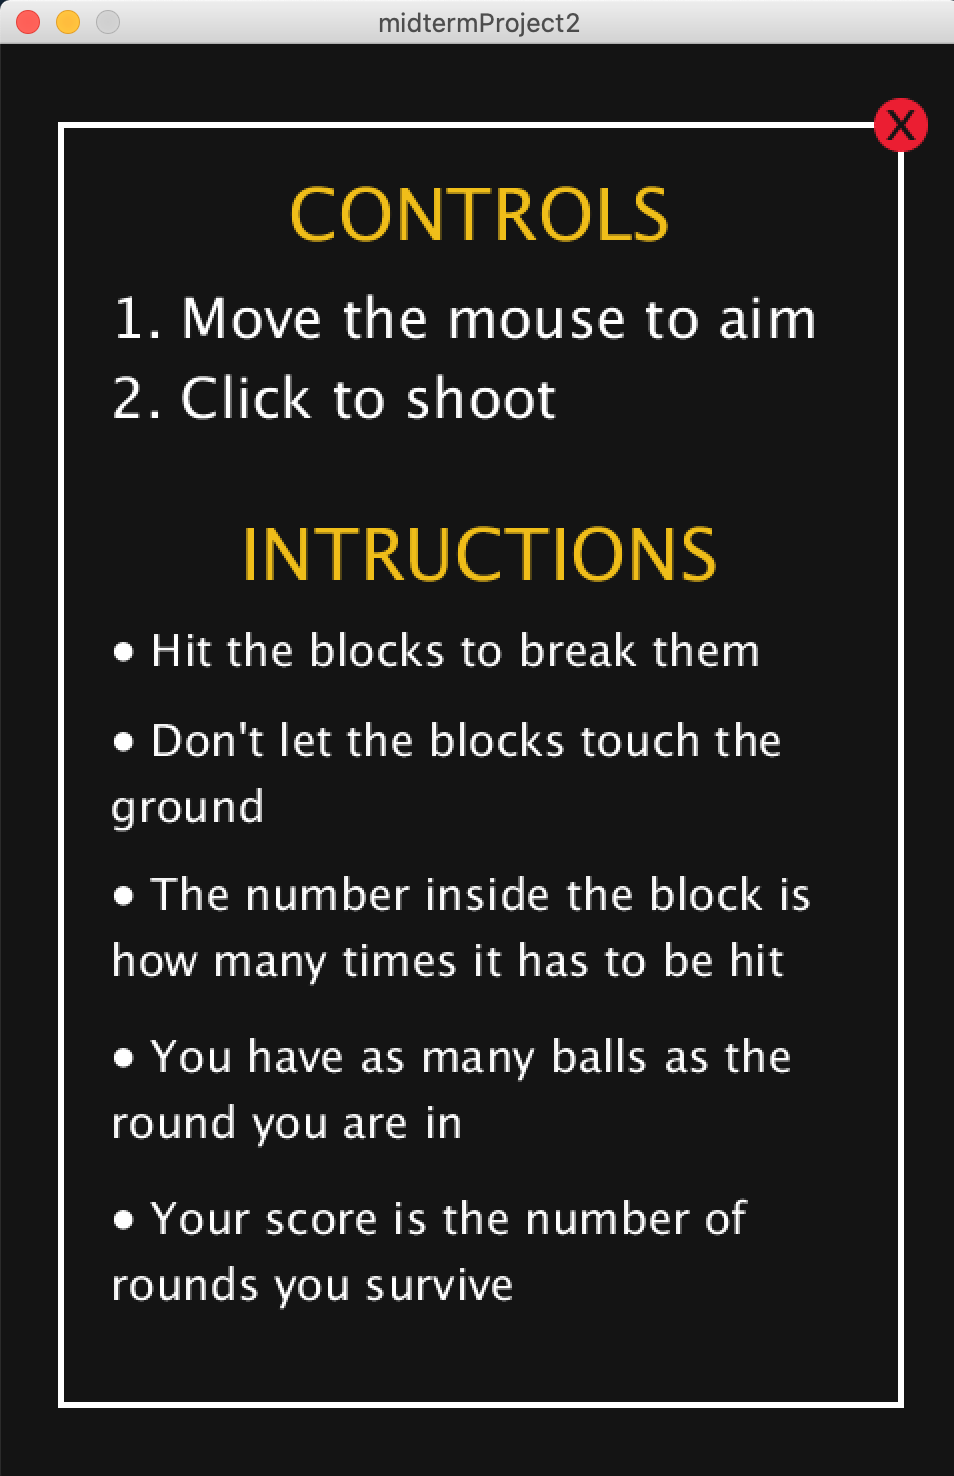 midtermProject2
X
CONTROLS
1. Move the mouse to aim
2. Click to shoot
INTRUCTIONS
• Hit the blocks to break them
• Don't let the blocks touch the
ground
• The number inside the block is
how many times it has to be hit
• You have as many balls as the
round you are in
• Your score is the number of
rounds you survive